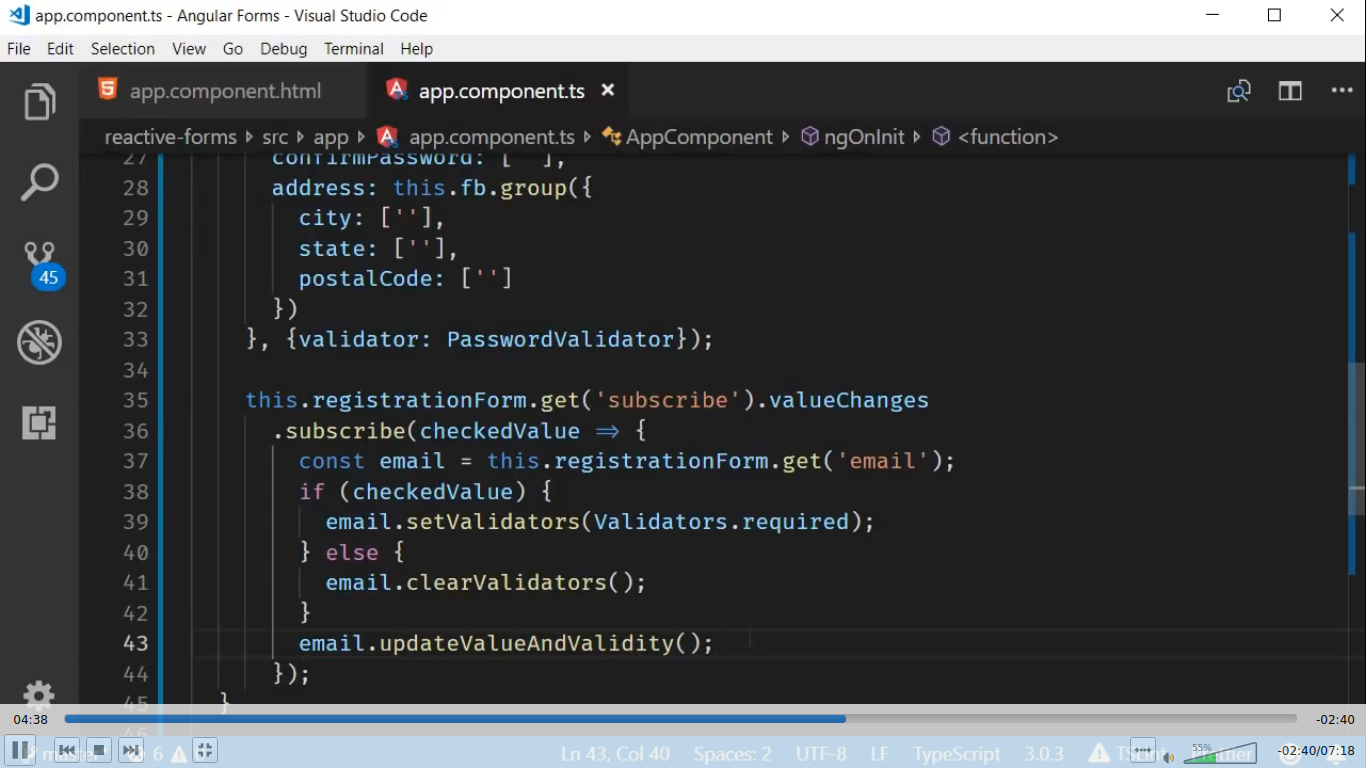 app.component.ts - Angular Forms - Visual Studio Code
File Edit Selection View Go Debug Terminal Help
app.component.html app.component.ts
reactive-forms src app app.component.ts AppComponent ngOnInit <function>
27 confirmPassword: [''],
28 address: this.fb.group({
29 city: [''],
30 state: [''],
31 postalCode: ['']
32 })
33 }, {validator: PasswordValidator});
34
35 this.registrationForm.get('subscribe').valueChanges
36 .subscribe(checkedValue => {
37 const email = this.registrationForm.get('email');
38 if (checkedValue) {
39 email.setValidators(Validators.required);
40 } else {
41 email.clearValidators();
42 }
43 email.updateValueAndValidity();
44 });
45 }
45
04:38 -02:40
6 Ln 43, Col 40 Spaces: 2 UTF-8 LF TypeScript 3.0.3 TSLint Prettier 55% -02:40/07:18